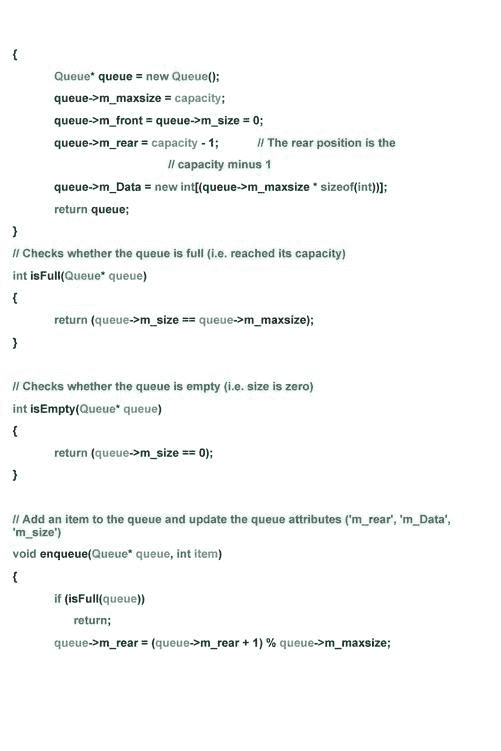 {
Queue* queue = new Queue();
queue->m_maxsize = capacity;
queue->m_front = queue->m_size = 0;
queue->m_rear = capacity - 1; // The rear position is the
// capacity minus 1
queue->m_Data = new int[(queue->m_maxsize * sizeof(int))];
return queue;
}
// Checks whether the queue is full (i.e. reached its capacity)
int isFull(Queue* queue)
{
return (queue->m_size == queue->m_maxsize);
}
// Checks whether the queue is empty (i.e. size is zero)
int isEmpty(Queue* queue)
{
return (queue->m_size == 0);
}
// Add an item to the queue and update the queue attributes ('m_rear', 'm_Data',
'm_size')
void enqueue(Queue* queue, int item)
{
if (isFull(queue))
return;
queue->m_rear = (queue->m_rear + 1) % queue->m_maxsize;